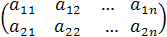 (a₁₁ a₁₂ … a₁ₙ
a₂₁ a₂₂ … a₂ₙ)